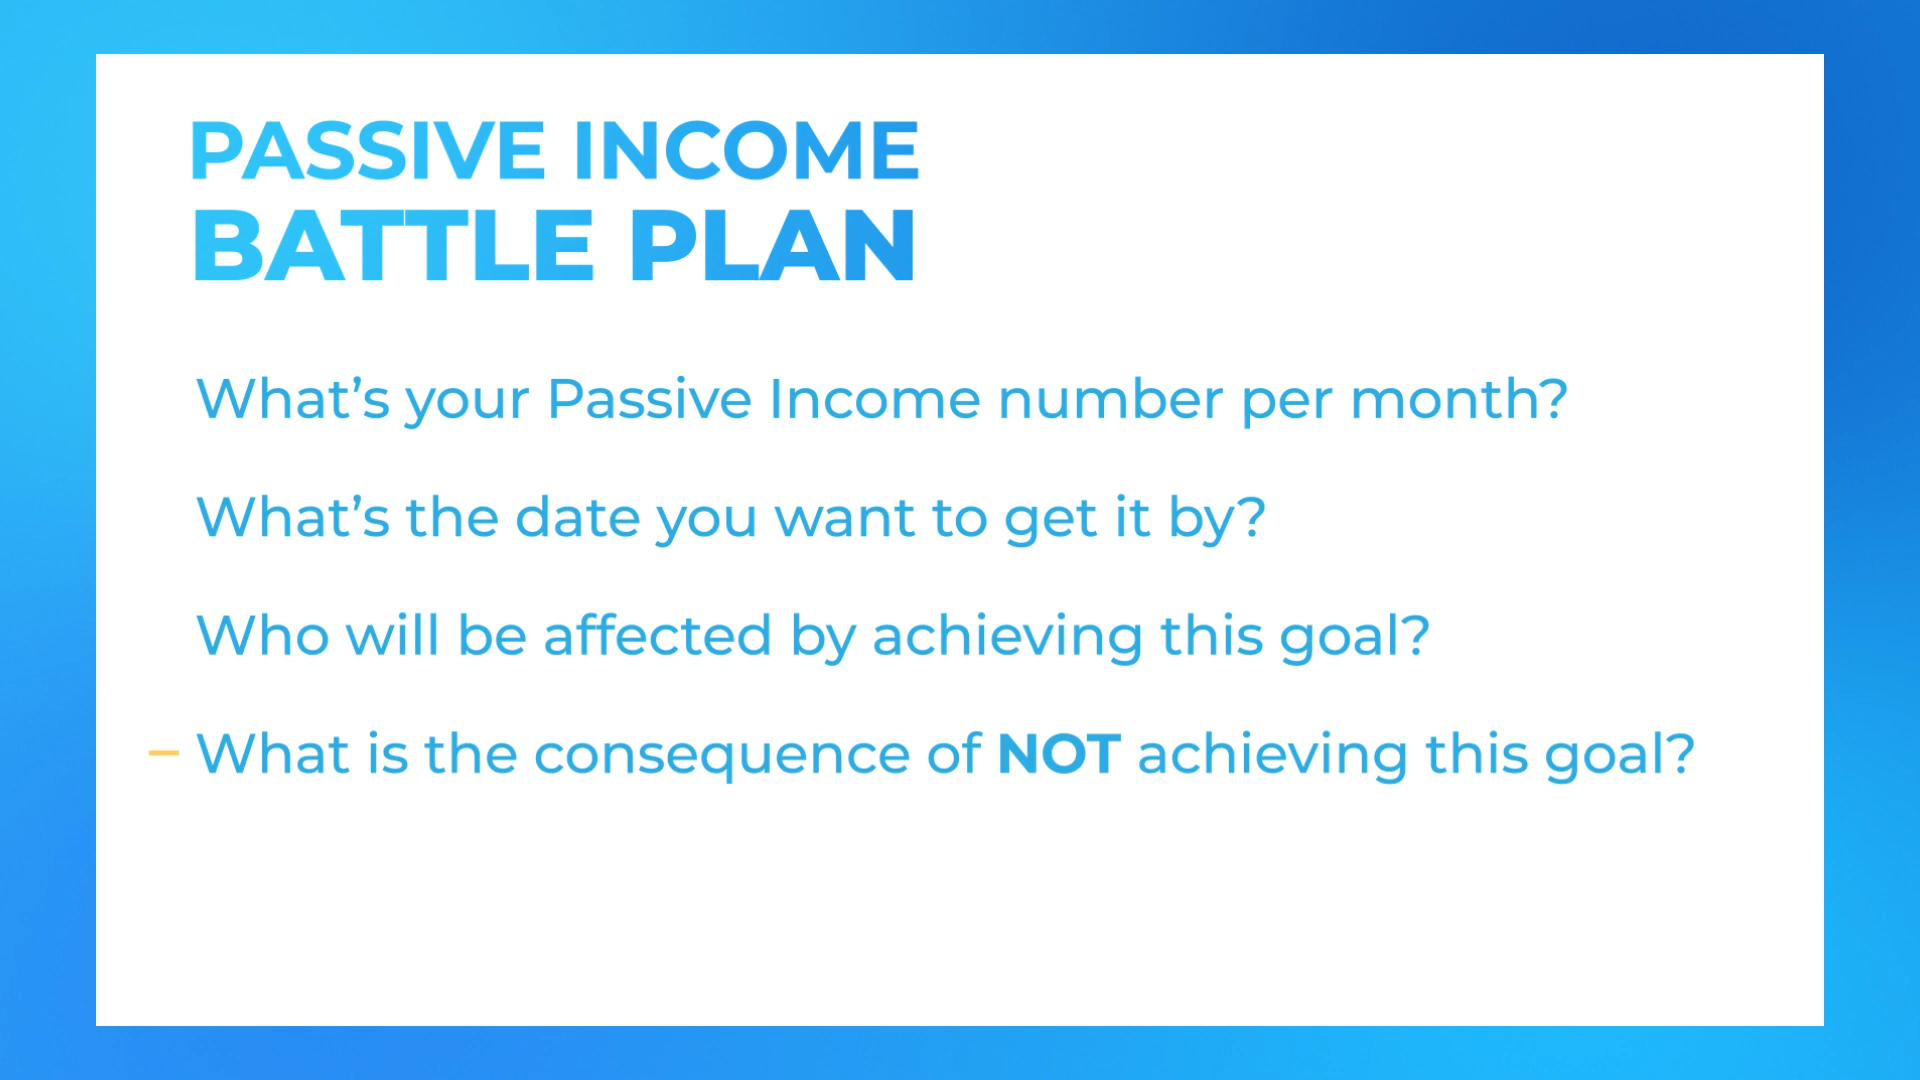 PASSIVE INCOME
BATTLE PLAN
What’s your Passive Income number per month?
What’s the date you want to get it by?
Who will be affected by achieving this goal?
– What is the consequence of NOT achieving this goal?